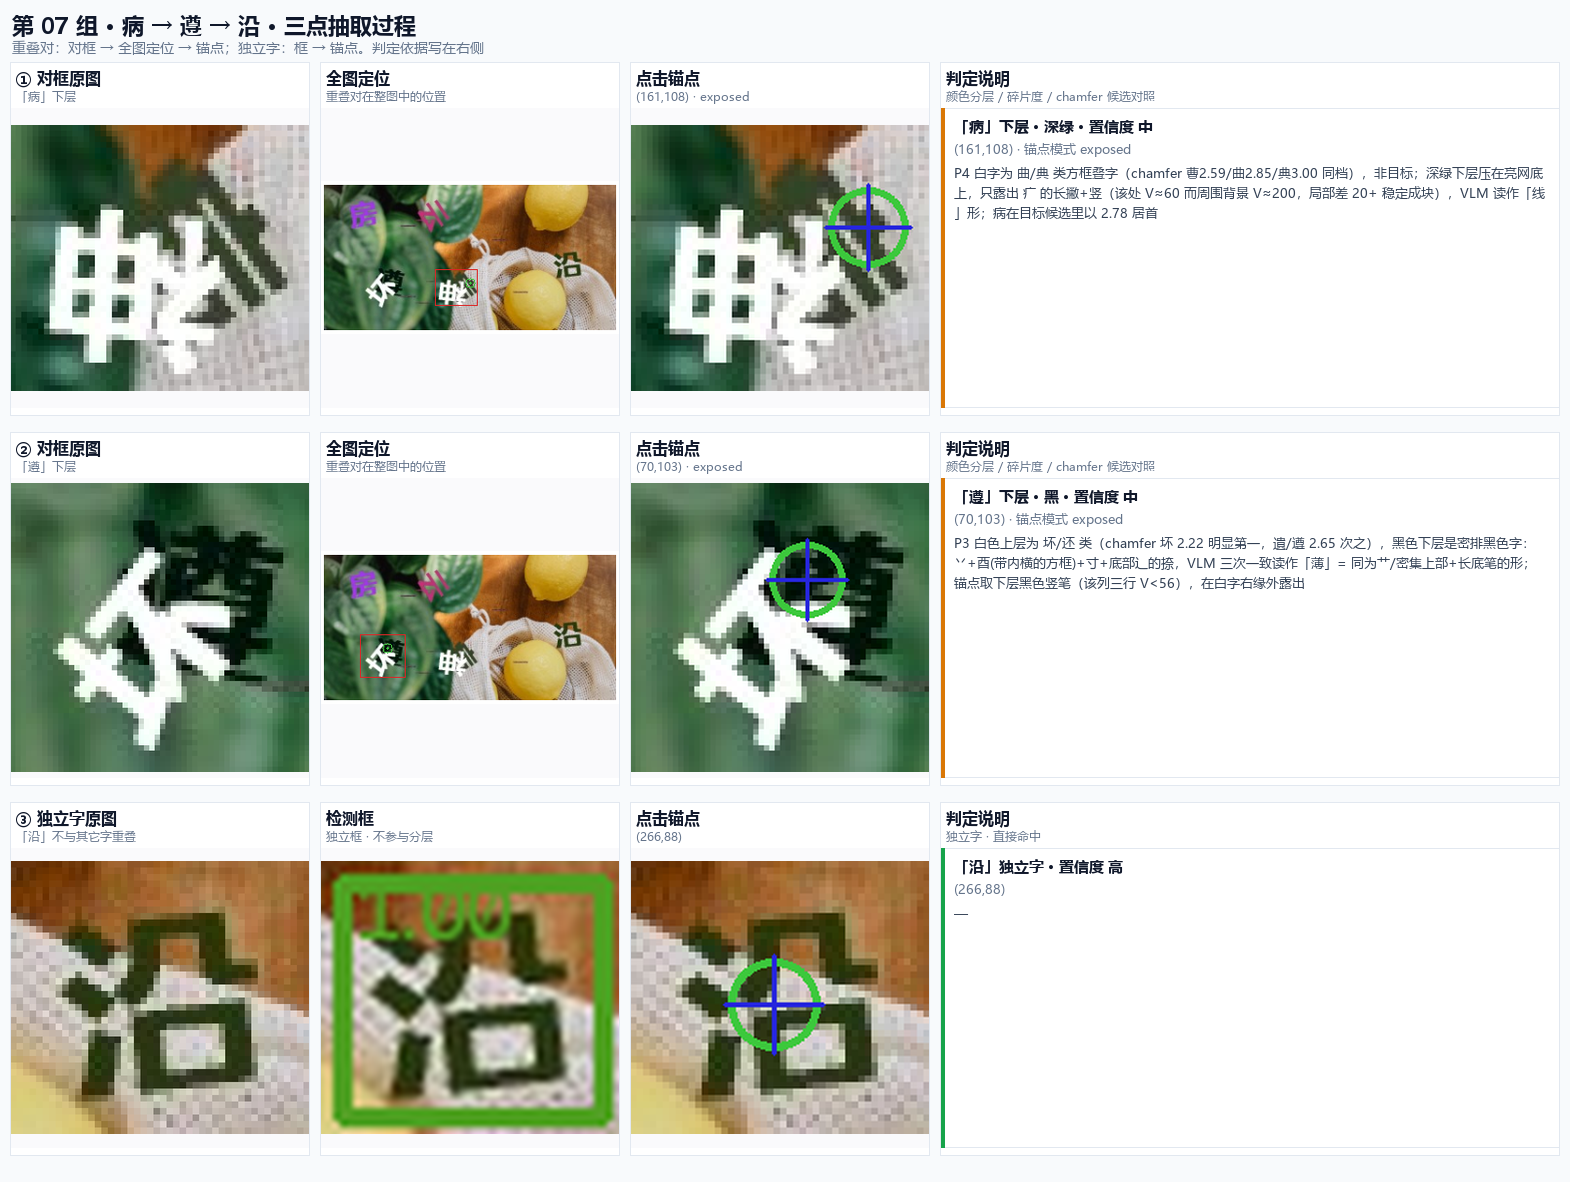 第 07 组 · 病 → 遵 → 沿 · 三点抽取过程
重叠对：对框 → 全图定位 → 锚点；独立字：框 → 锚点。判定依据写在右侧
① 对框原图
「病」下层
全图定位
重叠对在整图中的位置
房
沿
坏
点击锚点
(161,108) · exposed
判定说明
颜色分层 / 碎片度 / chamfer 候选对照
「病」下层 · 深绿 · 置信度 中
(161,108) · 锚点模式 exposed
P4 白字为 曲/典 类方框叠字（chamfer 曹2.59/曲2.85/典3.00 同档），非目标；深绿下层压在亮网底
上，只露出 疒 的长撇+竖（该处 V≈60 而周围背景 V≈200，局部差 20+ 稳定成块），VLM 读作「线
」形；病在目标候选里以 2.78 居首
② 对框原图
「遵」下层
坏
全图定位
重叠对在整图中的位置
房
沿
坏
点击锚点
(70,103) · exposed
坏
判定说明
颜色分层 / 碎片度 / chamfer 候选对照
「遵」下层 · 黑 · 置信度 中
(70,103) · 锚点模式 exposed
P3 白色上层为 坏/还 类（chamfer 坏 2.22 明显第一，遗/遵 2.65 次之），黑色下层是密排黑色字：
丷+酉(带内横的方框)+寸+底部辶的捺，VLM 三次一致读作「薄」= 同为艹/密集上部+长底笔的形；
锚点取下层黑色竖笔（该列三行 V<56），在白字右缘外露出
③ 独立字原图
「沿」不与其它字重叠
沿
检测框
独立框 · 不参与分层
1.00
沿
点击锚点
(266,88)
沿
判定说明
独立字 · 直接命中
「沿」独立字 · 置信度 高
(266,88)
—